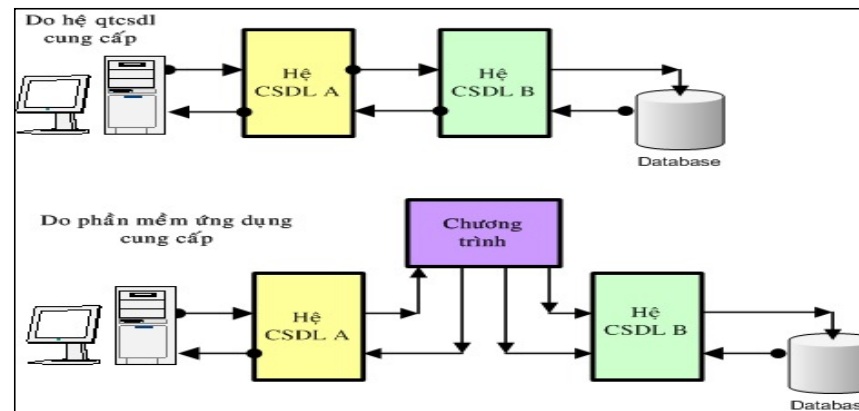 Do hệ qtcsdl
cung cấp
Hệ
CSDL A
Hệ
CSDL B
Database
Do phần mềm ứng dụng
cung cấp
Chương
trình
Hệ
CSDL A
Hệ
CSDL B
Databas